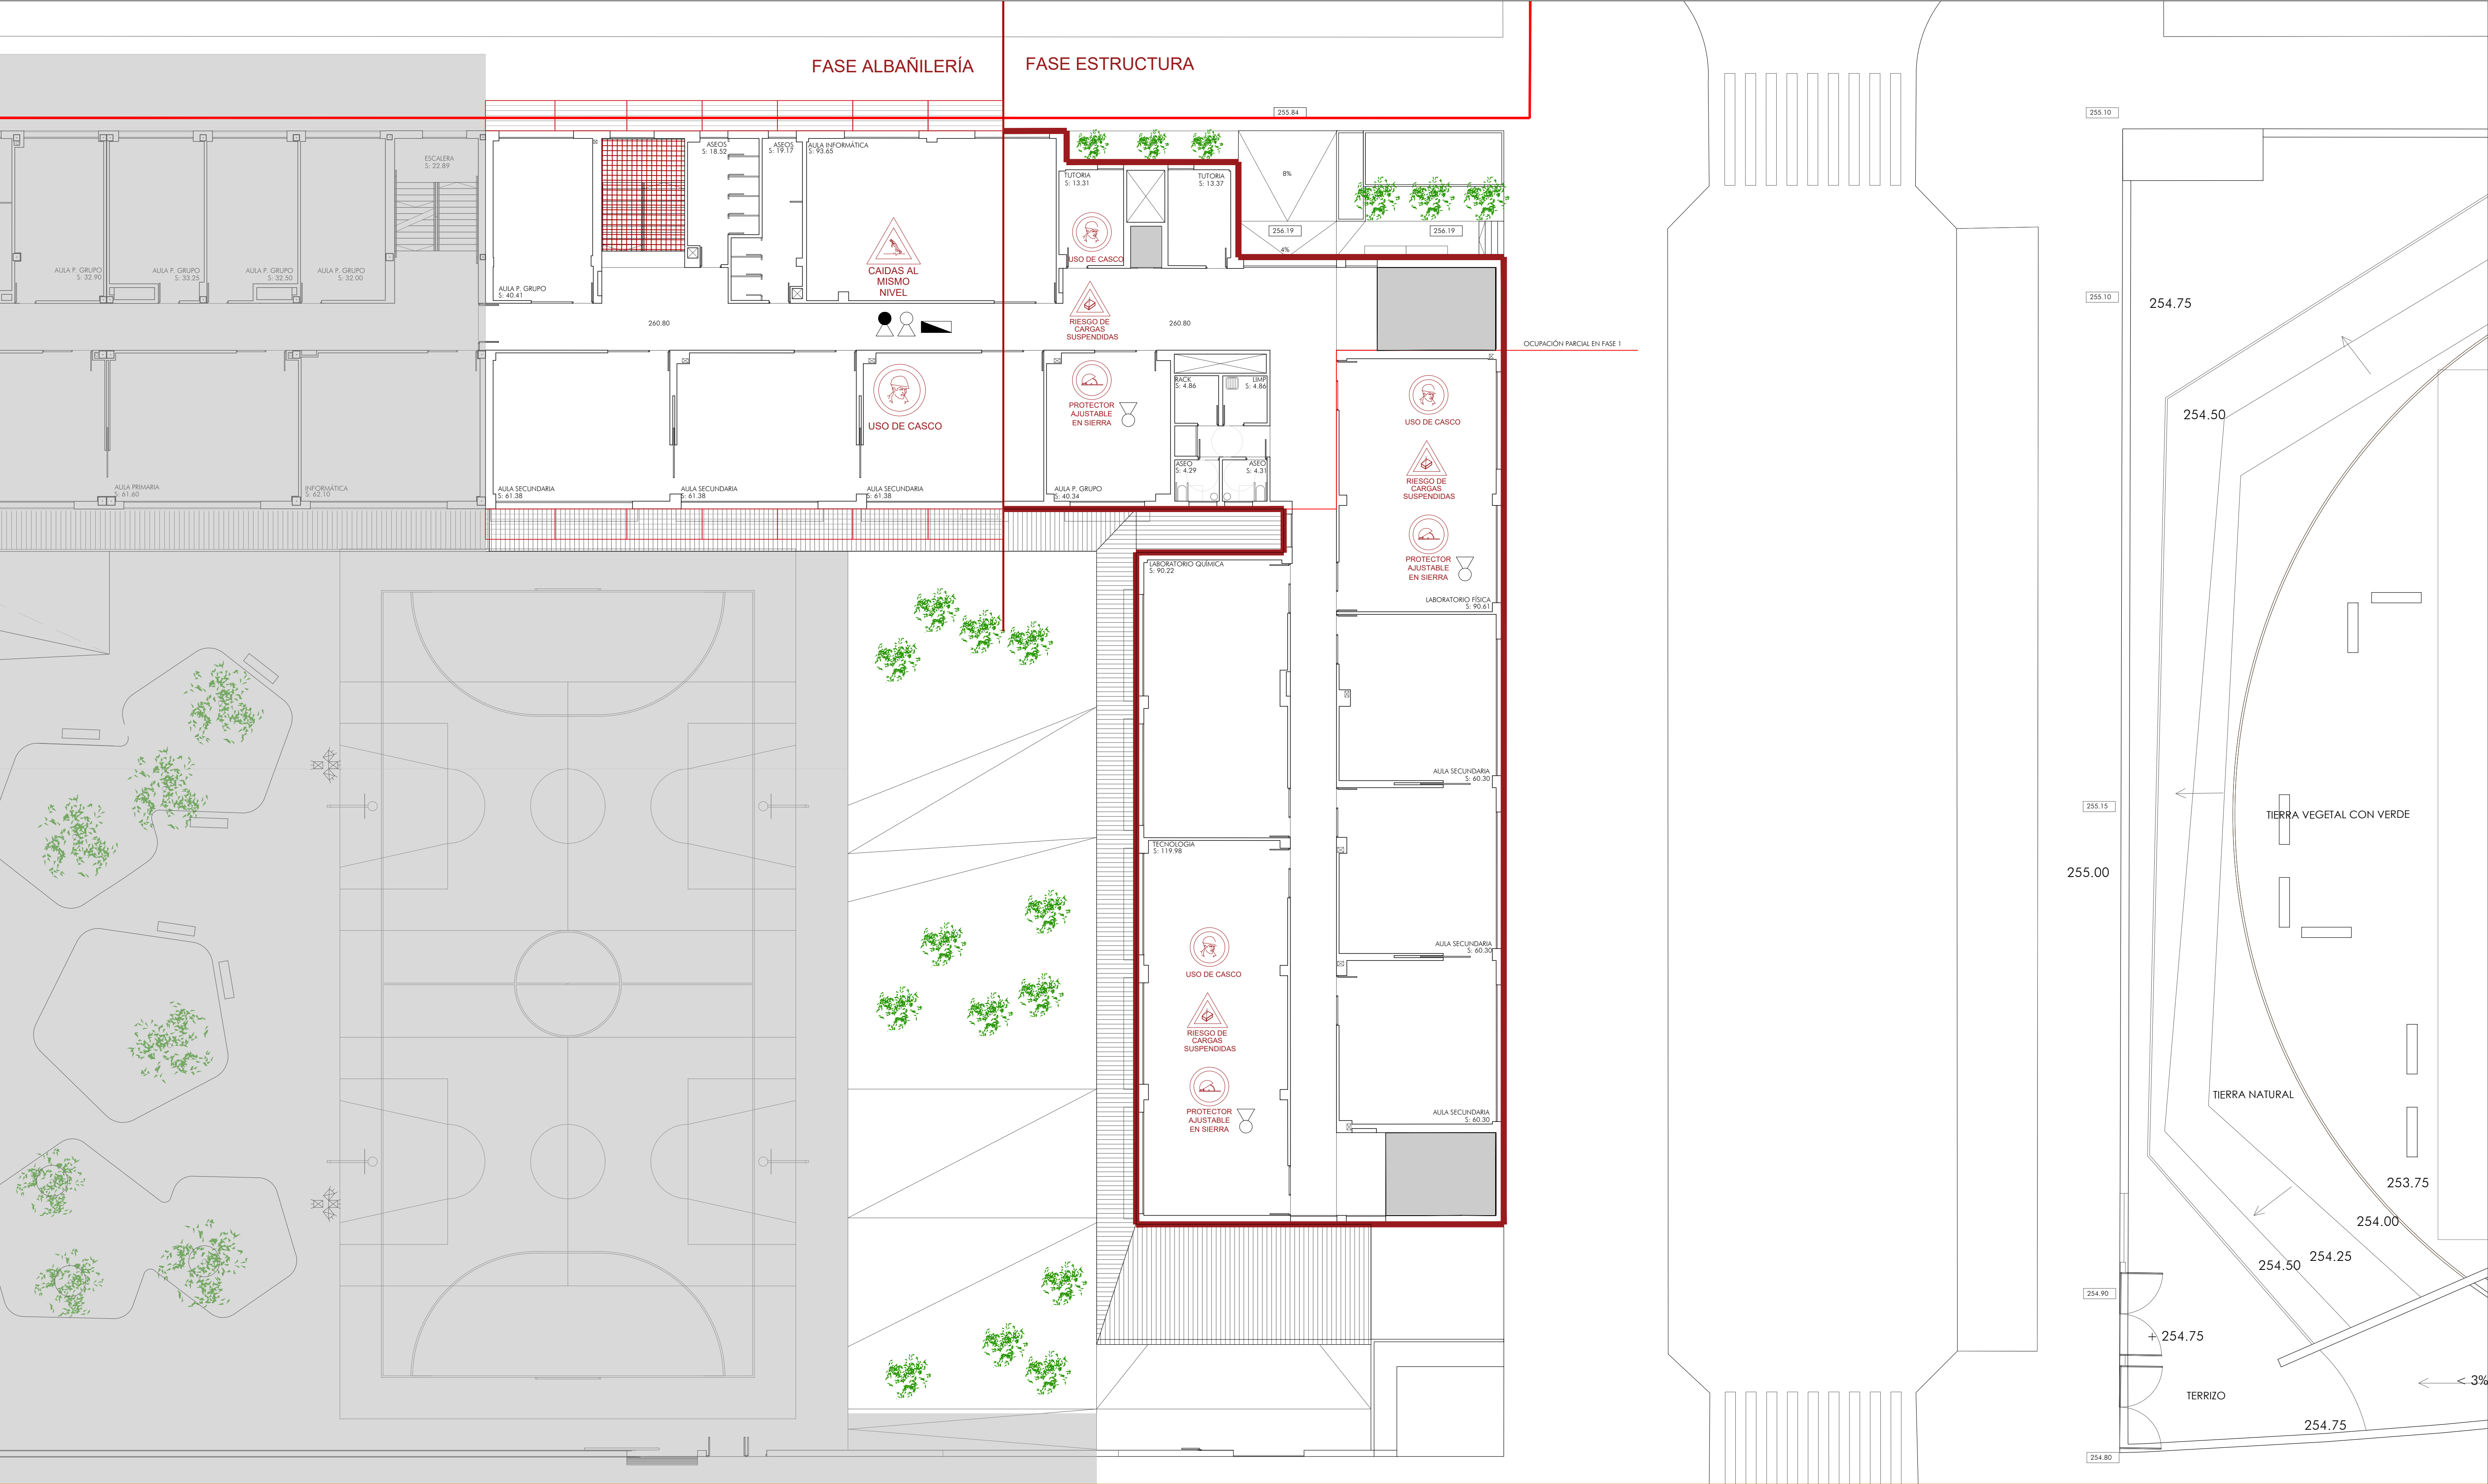 FASE ALBAÑILERÍA
FASE ESTRUCTURA
255.84
255.10
ESCALERA
S: 22.89
ASEOS
S: 18.52
ASEOS
S: 19.17
AULA INFORMÁTICA
S: 93.65
TUTORIA
S: 13.31
TUTORIA
S: 13.37
8%
256.19
256.19
4%
AULA P. GRUPO
S: 32.90
AULA P. GRUPO
S: 33.25
AULA P. GRUPO
S: 32.50
AULA P. GRUPO
S: 32.00
AULA P. GRUPO
S: 40.41
CAIDAS AL
MISMO
NIVEL
USO DE CASCO
RIESGO DE
CARGAS
SUSPENDIDAS
260.80
260.80
255.10
254.75
OCUPACIÓN PARCIAL EN FASE 1
RACK
S: 4.86
LIMP
S: 4.86
PROTECTOR
AJUSTABLE
EN SIERRA
USO DE CASCO
USO DE CASCO
254.50
RIESGO DE
CARGAS
SUSPENDIDAS
ASEO
S: 4.29
ASEO
S: 4.31
AULA PRIMARIA
S: 61.60
INFORMÁTICA
S: 62.10
AULA SECUNDARIA
S: 61.38
AULA SECUNDARIA
S: 61.38
AULA SECUNDARIA
S: 61.38
AULA P. GRUPO
S: 40.34
PROTECTOR
AJUSTABLE
EN SIERRA
LABORATORIO QUÍMICA
S: 90.22
LABORATORIO FÍSICA
S: 90.61
AULA SECUNDARIA
S: 60.30
255.15
TIERRA VEGETAL CON VERDE
TECNOLOGIA
S: 119.98
255.00
AULA SECUNDARIA
S: 60.30
USO DE CASCO
RIESGO DE
CARGAS
SUSPENDIDAS
PROTECTOR
AJUSTABLE
EN SIERRA
AULA SECUNDARIA
S: 60.30
TIERRA NATURAL
253.75
254.00
254.25
254.50
254.90
+ 254.75
< 3%
TERRIZO
254.75
254.80